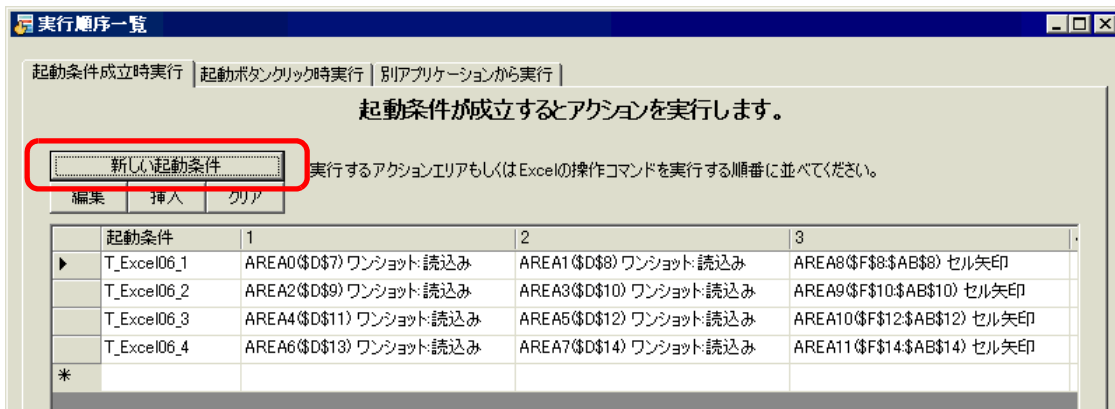 実行順序一覧
起動条件成立時実行 起動ボタンクリック時実行 別アプリケーションから実行
起動条件が成立するとアクションを実行します。
新しい起動条件 実行するアクションエリアもしくはExcelの操作コマンドを実行する順番に並べてください。
編集 挿入 クリア
起動条件 1 2 3
T_Excel06_1 AREA0($D$7) ワンショット:読込み AREA1($D$8) ワンショット:読込み AREA8($F$8:$AB$8) セル矢印
T_Excel06_2 AREA2($D$9) ワンショット:読込み AREA3($D$10) ワンショット:読込み AREA9($F$10:$AB$10) セル矢印
T_Excel06_3 AREA4($D$11) ワンショット:読込み AREA5($D$12) ワンショット:読込み AREA10($F$12:$AB$12) セル矢印
T_Excel06_4 AREA6($D$13) ワンショット:読込み AREA7($D$14) ワンショット:読込み AREA11($F$14:$AB$14) セル矢印